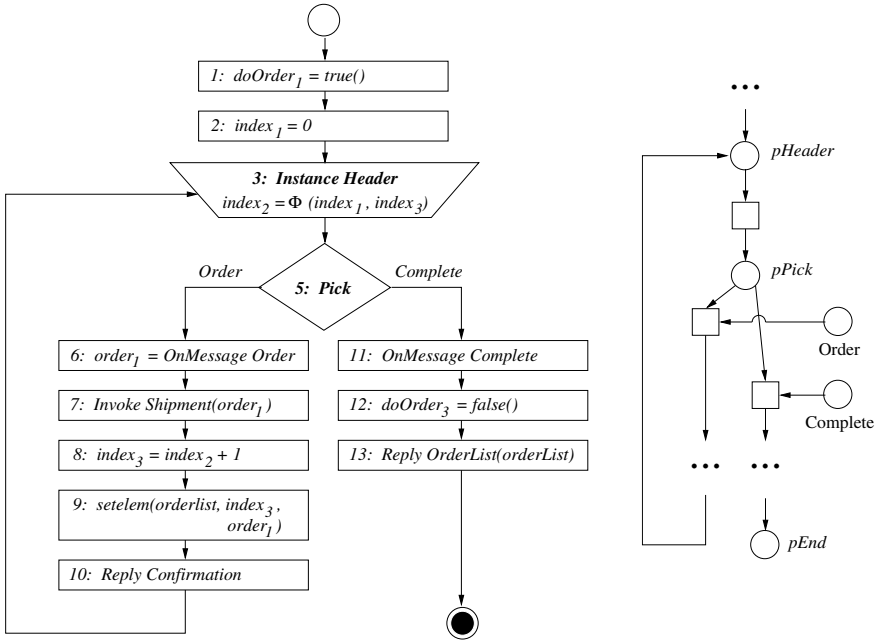 1: doOrder₁ = true()
2: index₁ = 0
3: Instance Header
index₂ = Φ (index₁ , index₃)
Order
Complete
5: Pick
6: order₁ = OnMessage Order
7: Invoke Shipment(order₁)
8: index₃ = index₂ + 1
9: setelem(orderlist, index₃ ,
order₁)
10: Reply Confirmation
11: OnMessage Complete
12: doOrder₃ = false()
13: Reply OrderList(orderList)
pHeader
pPick
Order
Complete
pEnd